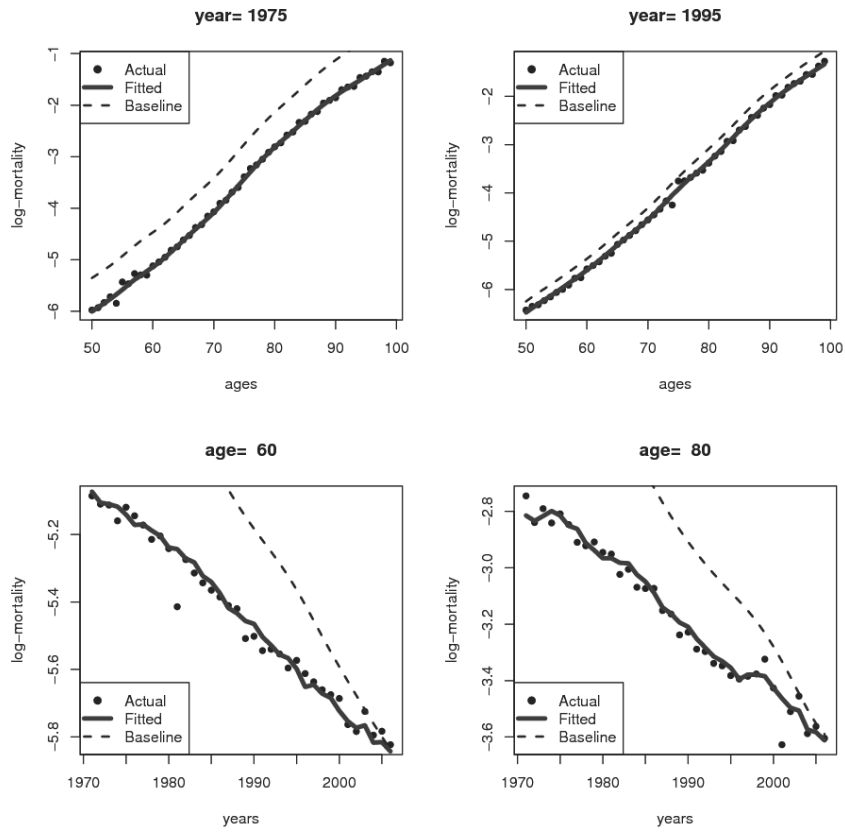 year= 1975
Actual
Fitted
Baseline
log−mortality
−1
−2
−3
−4
−5
−6
50 60 70 80 90 100
ages
year= 1995
Actual
Fitted
Baseline
log−mortality
−2
−3
−4
−5
−6
50 60 70 80 90 100
ages
age= 60
Actual
Fitted
Baseline
log−mortality
−5.2
−5.4
−5.6
−5.8
1970 1980 1990 2000
years
age= 80
Actual
Fitted
Baseline
log−mortality
−2.8
−3.0
−3.2
−3.4
−3.6
1970 1980 1990 2000
years